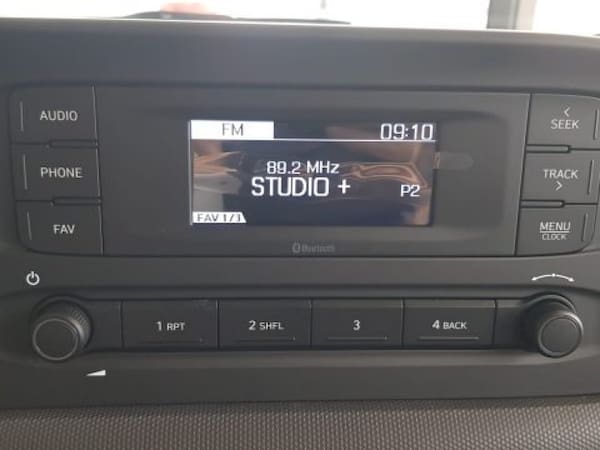 AUDIO
PHONE
FAV
FM 09:10
89.2 MHz
STUDIO + P2
FAV 1/1
Bluetooth
< SEEK
TRACK >
MENU
CLOCK
1 RPT
2 SHFL
3
4 BACK